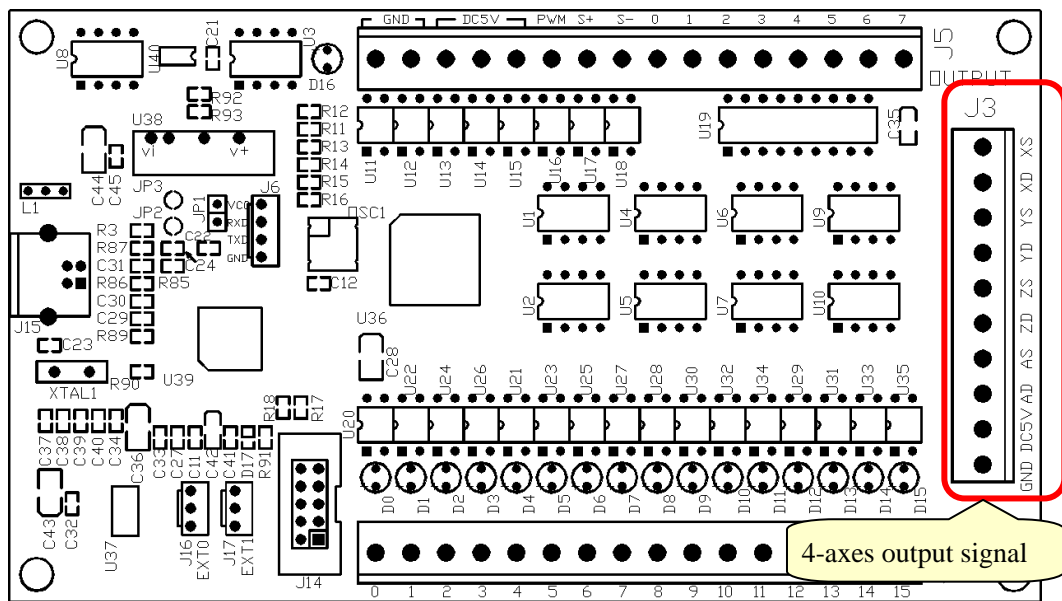 GND DC5V PWM S+ S- 0 1 2 3 4 5 6 7
J5
OUTPUT
U8
U40
C21
U3
D16
R92
R93
U38
vi v+
C44
C45
JP3
JP2
JP1
J6
VCC
RXD
TXD
GND
L1
R12
R11
R13
R14
R15
R16
U11 U12 U13 U14 U15 U16 U17 U18
U19
C35
J3
XS
XD
YS
YD
ZS
ZD
AS
AD
DC5V
GND
OSC1
C12
U1 U4 U6 U9
U2 U5 U7 U10
R3
R87
C31
R86
C30
C29
R89
C22
C24
R85
J15
C23
XTAL1
R90
U39
U36
C28
U20 U22 U24 U26 U21 U23 U25 U27 U28 U30 U32 U34 U29 U31 U33 U35
R18
R17
C37 C38 C39 C40 C34 C36 C33 C27 C11 C42 C41 D17 R91
C43
C32
U37
J16
EXT0
J17
EXT1
J14
D0 D1 D2 D3 D4 D5 D6 D7 D8 D9 D10 D11 D12 D13 D14 D15
4-axes output signal
0 1 2 3 4 5 6 7 8 9 10 11 12 13 14 15